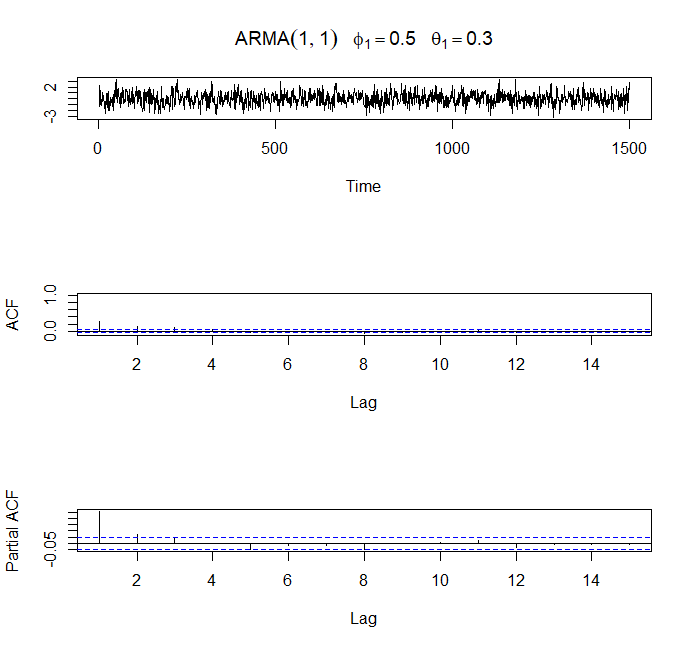 ARMA(1, 1) ϕ1 = 0.5 θ1 = 0.3
2
-3
0 500 1000 1500
Time
ACF
1.0
0.0
2 4 6 8 10 12 14
Lag
Partial ACF
-0.05
2 4 6 8 10 12 14
Lag